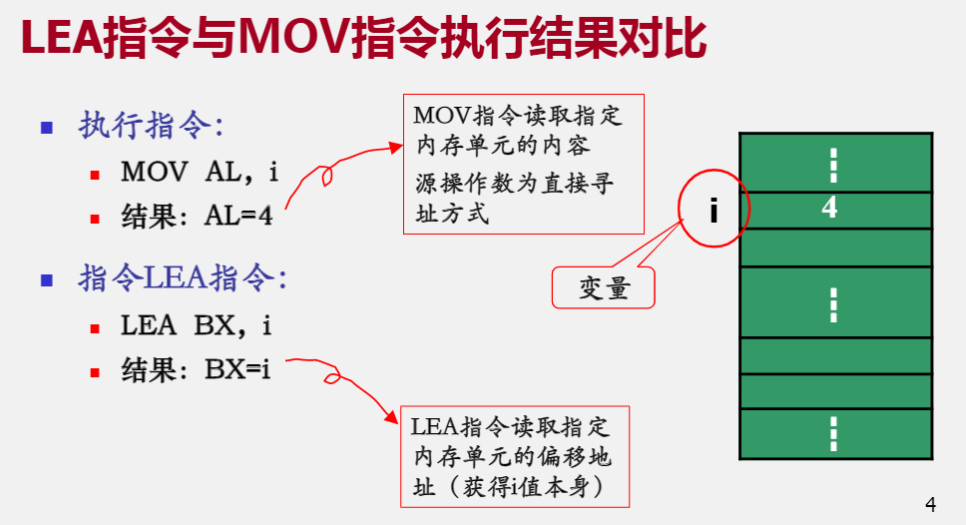 LEA指令与MOV指令执行结果对比
执行指令：
MOV AL，i
结果：AL=4
MOV指令读取指定
内存单元的内容
源操作数为直接寻
址方式
i
4
变量
指令LEA指令：
LEA BX，i
结果：BX=i
LEA指令读取指定
内存单元的偏移地
址（获得i值本身）
4